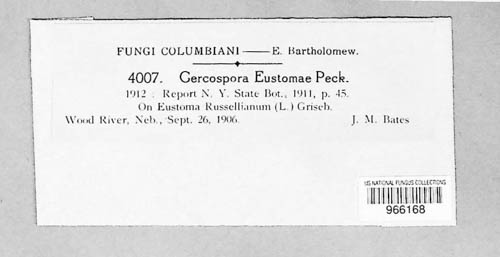 FUNGI COLUMBIANI — E. Bartholomew.
4007. Cercospora Eustomae Peck.
1912 : Report N. Y. State Bot., 1911, p. 45.
On Eustoma Russellianum (L.) Griseb.
Wood River, Neb., Sept. 26, 1906. J. M. Bates
US NATIONAL FUNGUS COLLECTIONS
966168